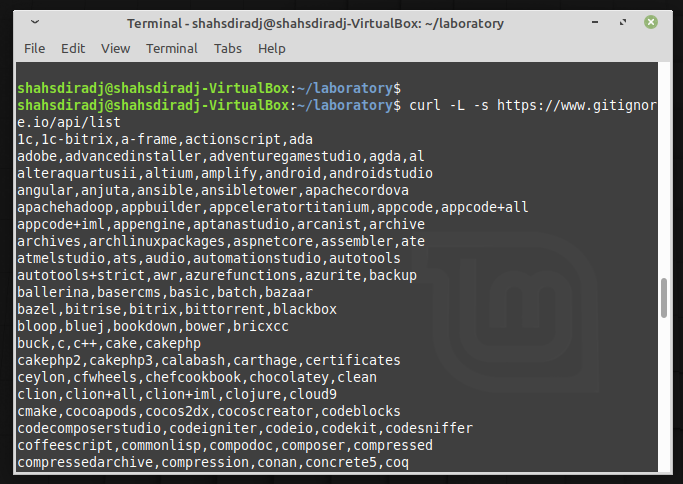 Terminal - shahsdiradj@shahsdiradj-VirtualBox: ~/laboratory
File Edit View Terminal Tabs Help
shahsdiradj@shahsdiradj-VirtualBox:~/laboratory$
shahsdiradj@shahsdiradj-VirtualBox:~/laboratory$ curl -L -s https://www.gitignor
e.io/api/list
1c,1c-bitrix,a-frame,actionscript,ada
adobe,advancedinstaller,adventuregamestudio,agda,al
alteraquartusii,altium,amplify,android,androidstudio
angular,anjuta,ansible,ansibletower,apachecordova
apachehadoop,appbuilder,appceleratortitanium,appcode,appcode+all
appcode+iml,appengine,aptanastudio,arcanist,archive
archives,archlinuxpackages,aspnetcore,assembler,ate
atmelstudio,ats,audio,automationstudio,autotools
autotools+strict,awr,azurefunctions,azurite,backup
ballerina,basercms,basic,batch,bazaar
bazel,bitrise,bitrix,bittorrent,blackbox
bloop,bluej,bookdown,bower,bricxcc
buck,c,c++,cake,cakephp
cakephp2,cakephp3,calabash,carthage,certificates
ceylon,cfwheels,chefcookbook,chocolatey,clean
clion,clion+all,clion+iml,clojure,cloud9
cmake,cocoapods,cocos2dx,cocoscreator,codeblocks
codecomposerstudio,codeigniter,codeio,codekit,codesniffer
coffeescript,commonlisp,compodoc,composer,compressed
compressedarchive,compression,conan,concrete5,coq